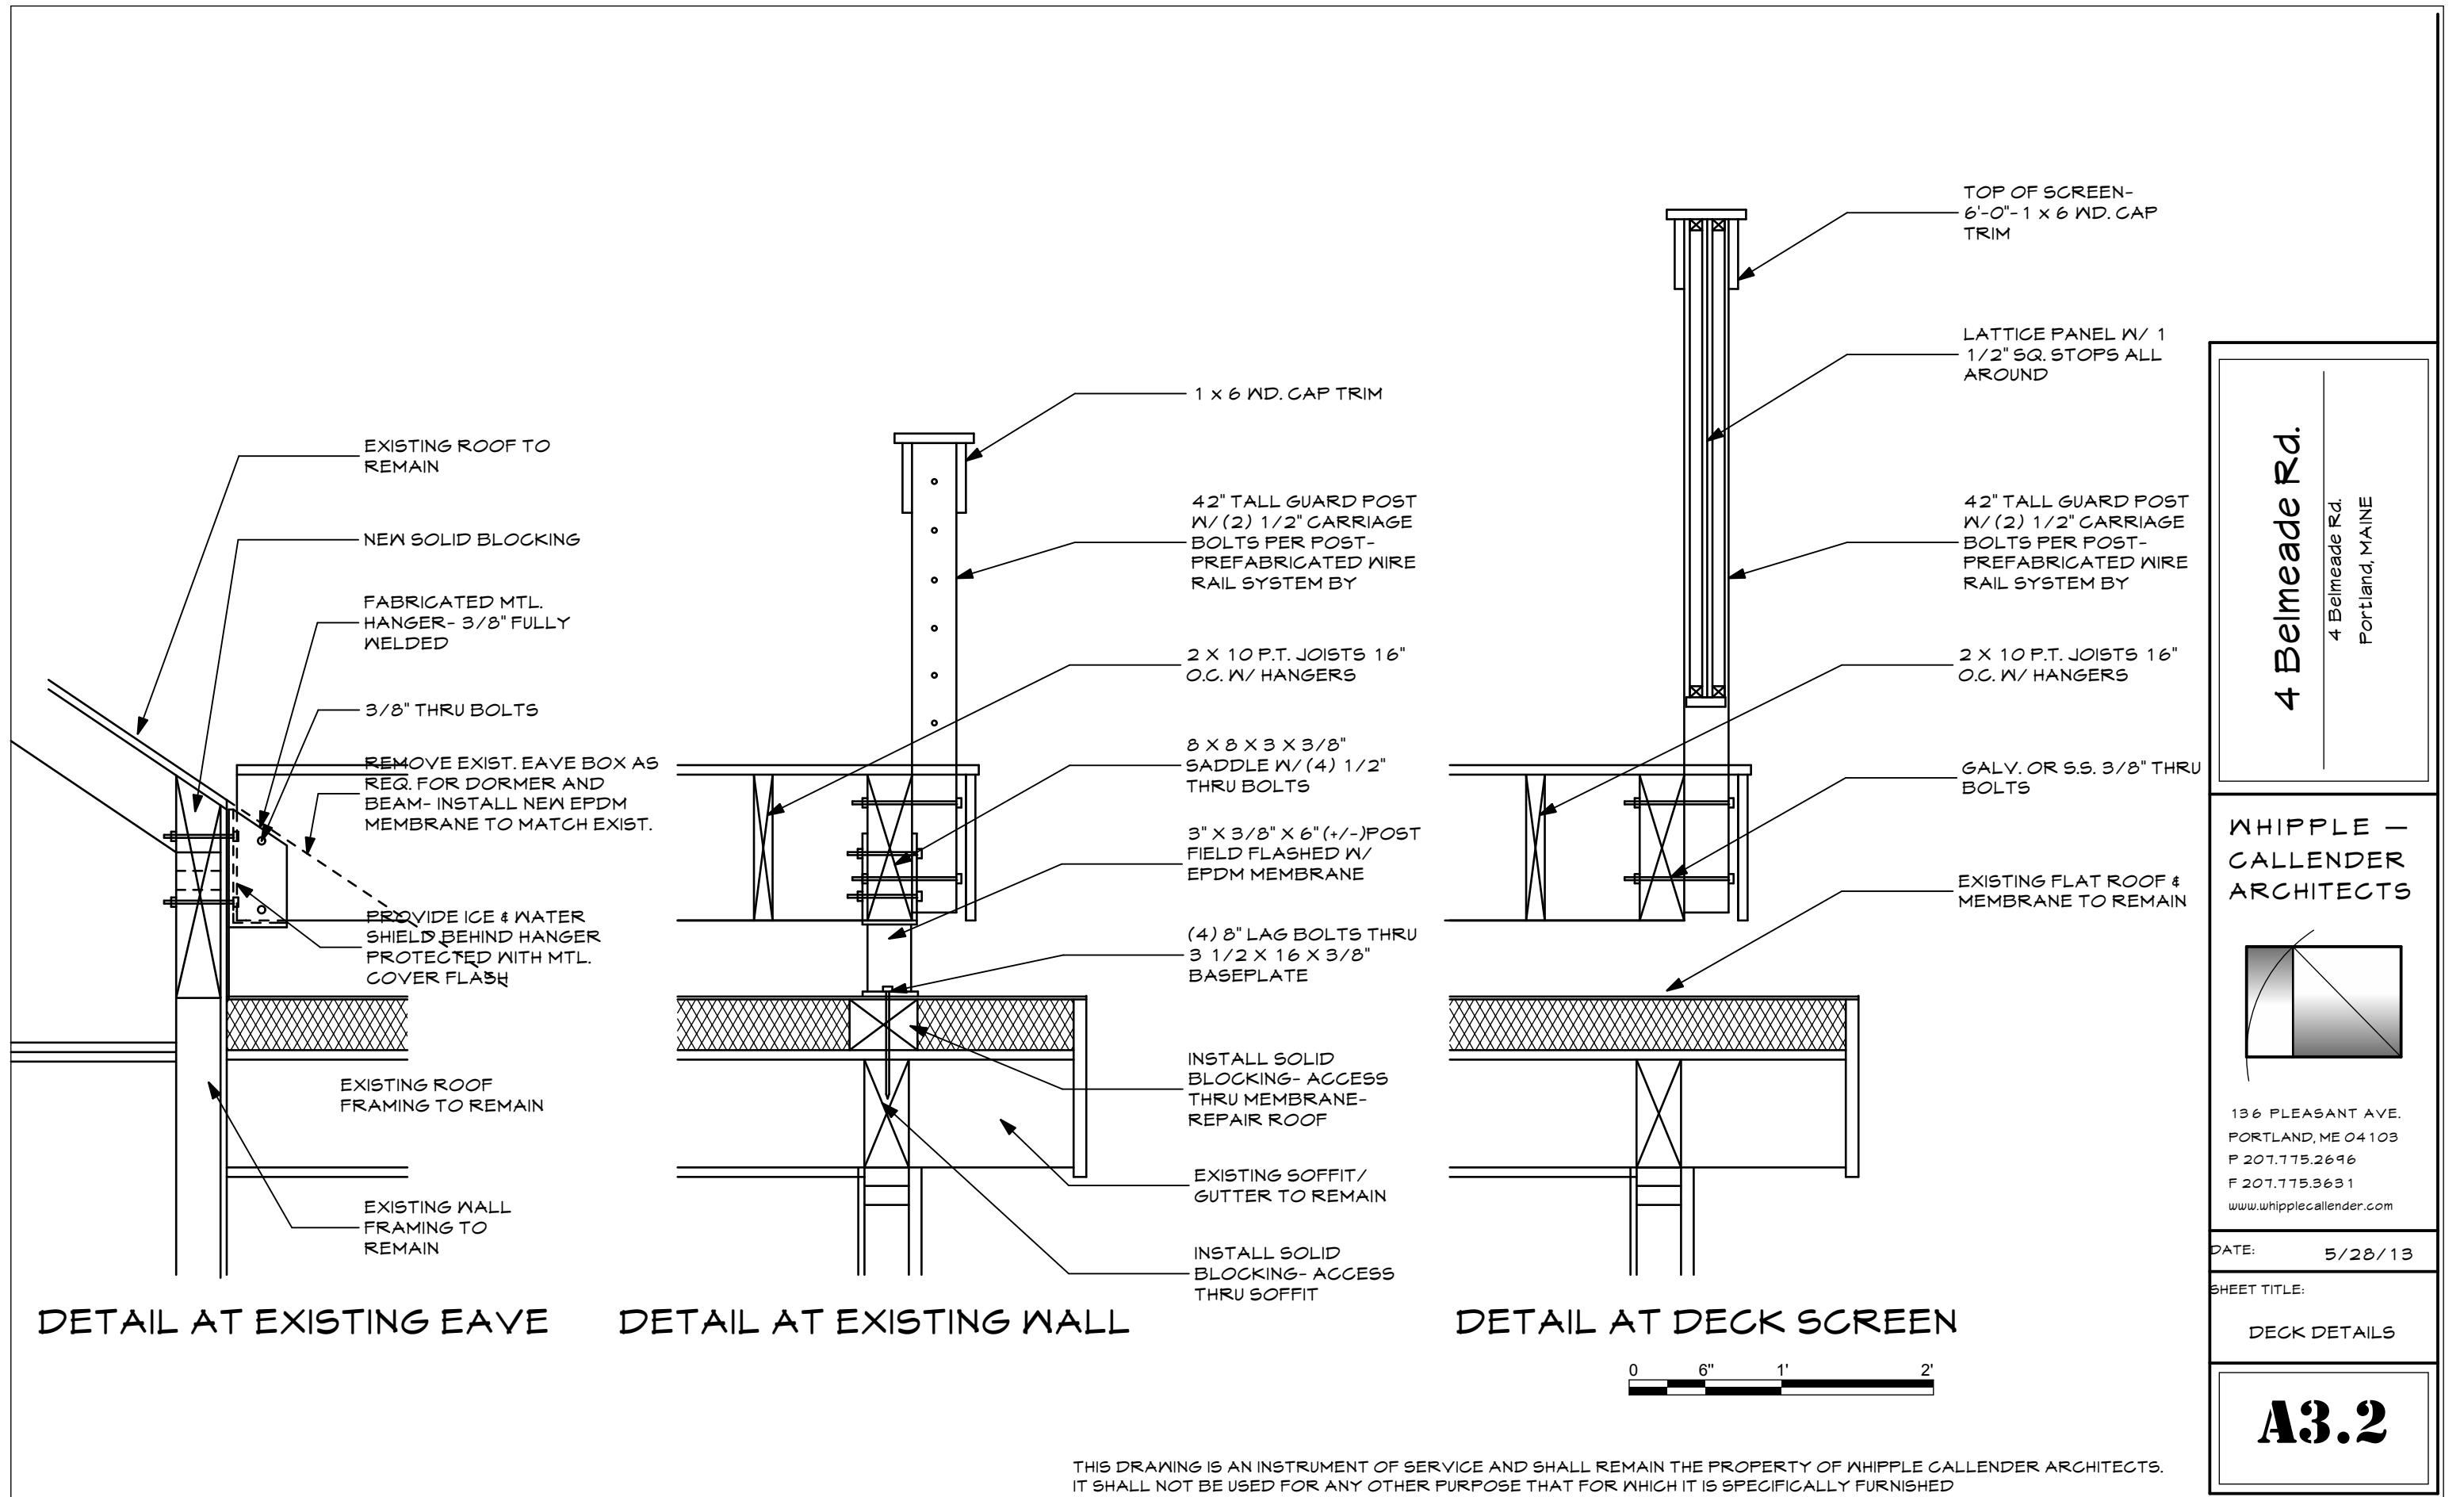 EXISTING ROOF TO
REMAIN
NEW SOLID BLOCKING
FABRICATED MTL.
HANGER- 3/8" FULLY
WELDED
3/8" THRU BOLTS
REMOVE EXIST. EAVE BOX AS
REQ. FOR DORMER AND
BEAM- INSTALL NEW EPDM
MEMBRANE TO MATCH EXIST.
PROVIDE ICE & WATER
SHIELD BEHIND HANGER
PROTECTED WITH MTL.
COVER FLASH
EXISTING ROOF
FRAMING TO REMAIN
EXISTING WALL
FRAMING TO
REMAIN
DETAIL AT EXISTING EAVE
1 x 6 WD. CAP TRIM
42" TALL GUARD POST
W/ (2) 1/2" CARRIAGE
BOLTS PER POST-
PREFABRICATED WIRE
RAIL SYSTEM BY
2 X 10 P.T. JOISTS 16"
O.C. W/ HANGERS
8 X 8 X 3 X 3/8"
SADDLE W/ (4) 1/2"
THRU BOLTS
3" X 3/8" X 6" (+/-)POST
FIELD FLASHED W/
EPDM MEMBRANE
(4) 8" LAG BOLTS THRU
3 1/2 X 16 X 3/8"
BASEPLATE
INSTALL SOLID
BLOCKING- ACCESS
THRU MEMBRANE-
REPAIR ROOF
EXISTING SOFFIT/
GUTTER TO REMAIN
INSTALL SOLID
BLOCKING- ACCESS
THRU SOFFIT
DETAIL AT EXISTING WALL
TOP OF SCREEN-
6'-0"- 1 x 6 WD. CAP
TRIM
LATTICE PANEL W/ 1
1/2" SQ. STOPS ALL
AROUND
42" TALL GUARD POST
W/ (2) 1/2" CARRIAGE
BOLTS PER POST-
PREFABRICATED WIRE
RAIL SYSTEM BY
2 X 10 P.T. JOISTS 16"
O.C. W/ HANGERS
GALV. OR S.S. 3/8" THRU
BOLTS
EXISTING FLAT ROOF &
MEMBRANE TO REMAIN
DETAIL AT DECK SCREEN
0 6" 1' 2'
4 Belmeade Rd.
4 Belmeade Rd.
Portland, MAINE
WHIPPLE —
CALLENDER
ARCHITECTS
136 PLEASANT AVE.
PORTLAND, ME 04103
P 207.775.2696
F 207.775.3631
www.whipplecallender.com
DATE: 5/28/13
SHEET TITLE:
DECK DETAILS
A3.2
THIS DRAWING IS AN INSTRUMENT OF SERVICE AND SHALL REMAIN THE PROPERTY OF WHIPPLE CALLENDER ARCHITECTS.
IT SHALL NOT BE USED FOR ANY OTHER PURPOSE THAT FOR WHICH IT IS SPECIFICALLY FURNISHED